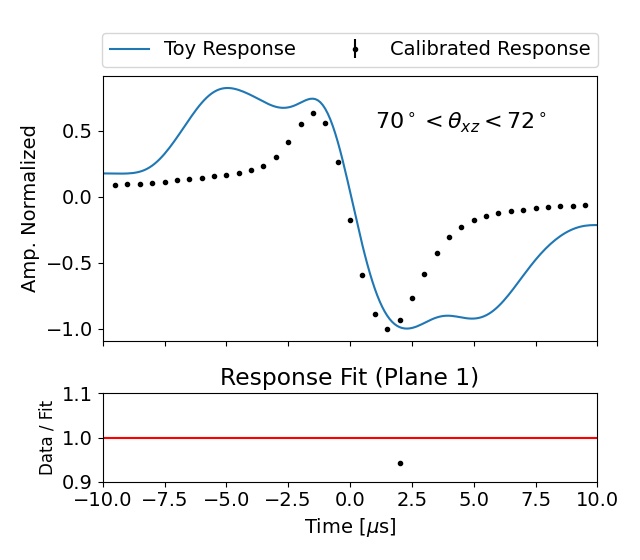 Toy Response Calibrated Response
70° < θxz < 72°
Amp. Normalized
0.5
0.0
−0.5
−1.0
Response Fit (Plane 1)
Data / Fit
1.1
1.0
0.9
−10.0 −7.5 −5.0 −2.5 0.0 2.5 5.0 7.5 10.0
Time [μs]